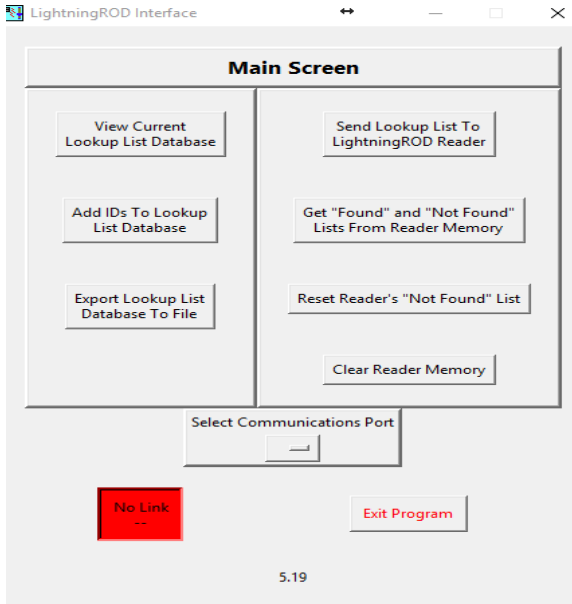 LightningROD Interface
Main Screen
View Current
Lookup List Database
Add IDs To Lookup
List Database
Export Lookup List
Database To File
Send Lookup List To
LightningROD Reader
Get "Found" and "Not Found"
Lists From Reader Memory
Reset Reader's "Not Found" List
Clear Reader Memory
Select Communications Port
No Link
--
Exit Program
5.19